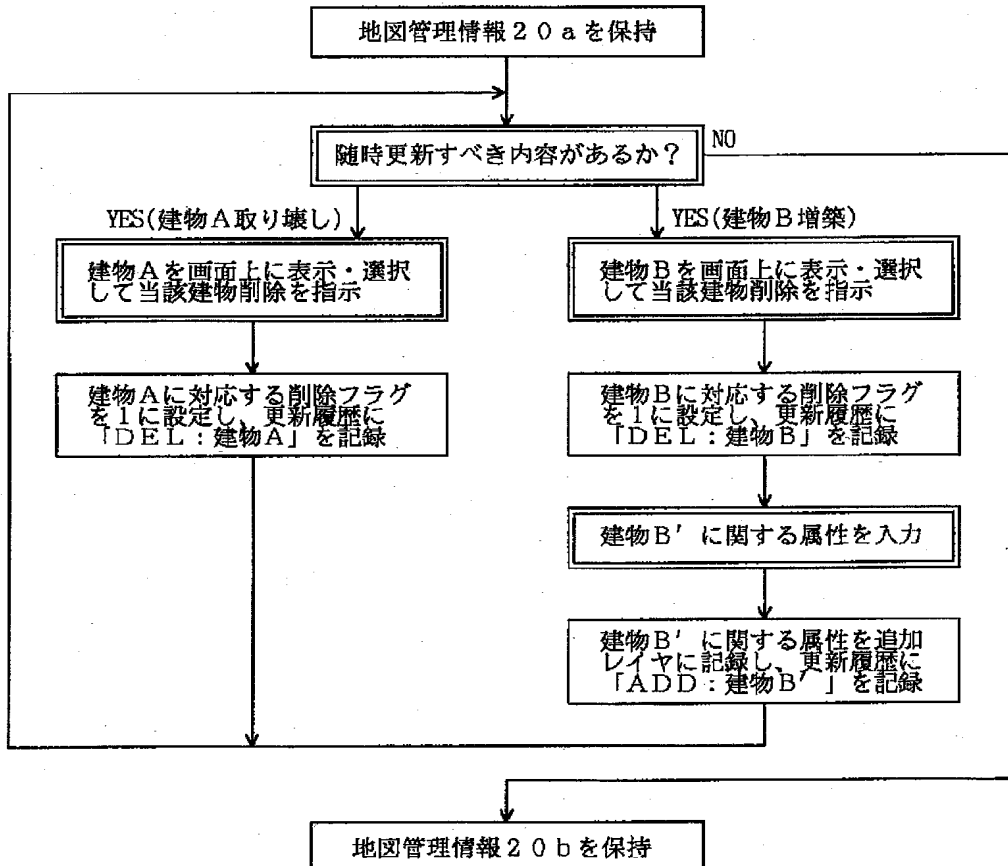 地図管理情報２０ａを保持
随時更新すべき内容があるか？
NO
YES(建物Ａ取り壊し)
YES(建物Ｂ増築)
建物Ａを画面上に表示・選択
して当該建物削除を指示
建物Ｂを画面上に表示・選択
して当該建物削除を指示
建物Ａに対応する削除フラグ
を１に設定し、更新履歴に
「ＤＥＬ：建物Ａ」を記録
建物Ｂに対応する削除フラグ
を１に設定し、更新履歴に
「ＤＥＬ：建物Ｂ」を記録
建物Ｂ′に関する属性を入力
建物Ｂ′に関する属性を追加
レイヤに記録し、更新履歴に
「ＡＤＤ：建物Ｂ′」を記録
地図管理情報２０ｂを保持